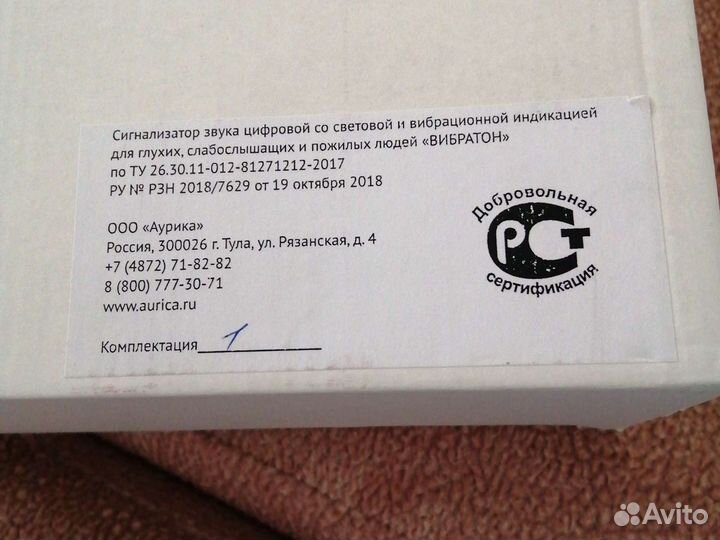 Сигнализатор звука цифровой со световой и вибрационной индикацией
для глухих, слабослышащих и пожилых людей «ВИБРАТОН»
по ТУ 26.30.11-012-81271212-2017
РУ № РЗН 2018/7629 от 19 октября 2018
ООО «Аурика»
Россия, 300026 г. Тула, ул. Рязанская, д. 4
+7 (4872) 71-82-82
8 (800) 777-30-71
www.aurica.ru
Комплектация 1
Добровольная
РСТ
сертификация
Avito